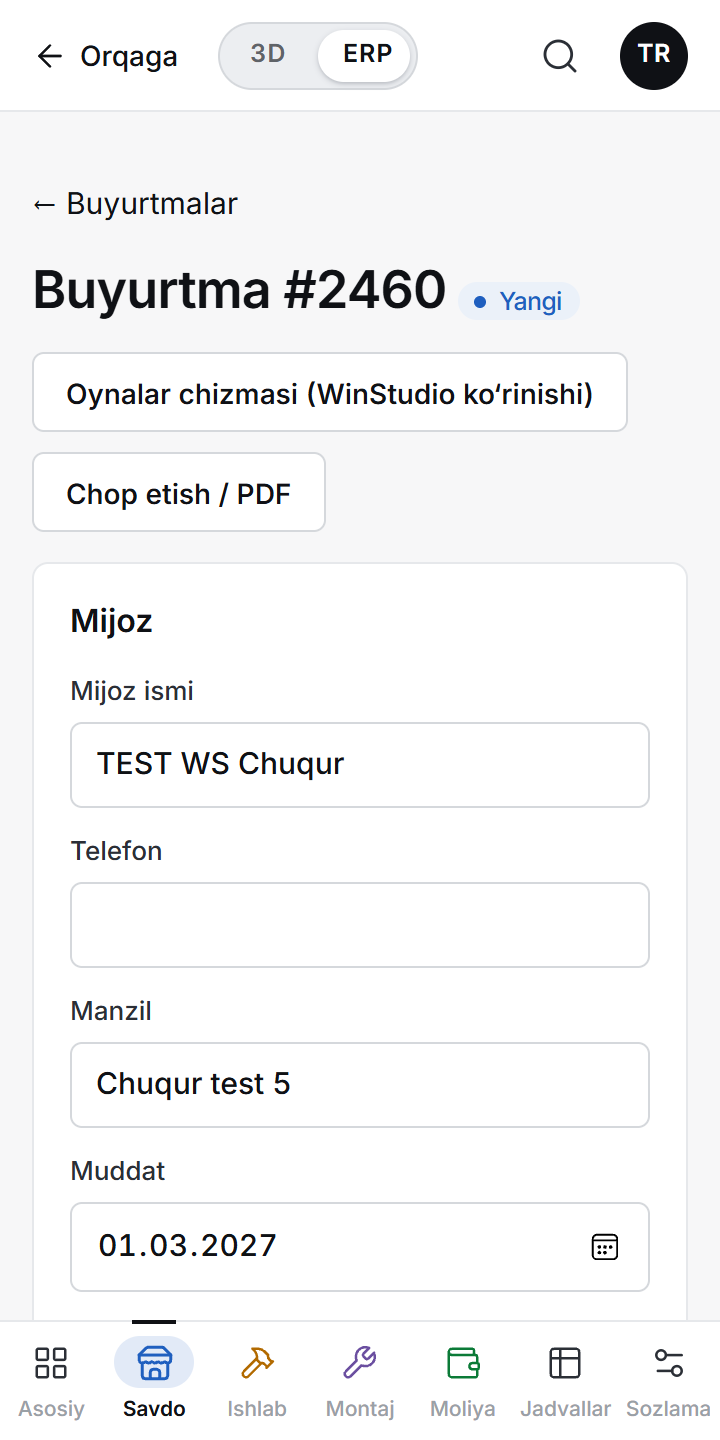 Orqaga
3D
ERP
TR
← Buyurtmalar
Buyurtma #2460
Yangi
Oynalar chizmasi (WinStudio ko‘rinishi)
Chop etish / PDF
Mijoz
Mijoz ismi
TEST WS Chuqur
Telefon
Manzil
Chuqur test 5
Muddat
01.03.2027
Asosiy
Savdo
Ishlab
Montaj
Moliya
Jadvallar
Sozlama